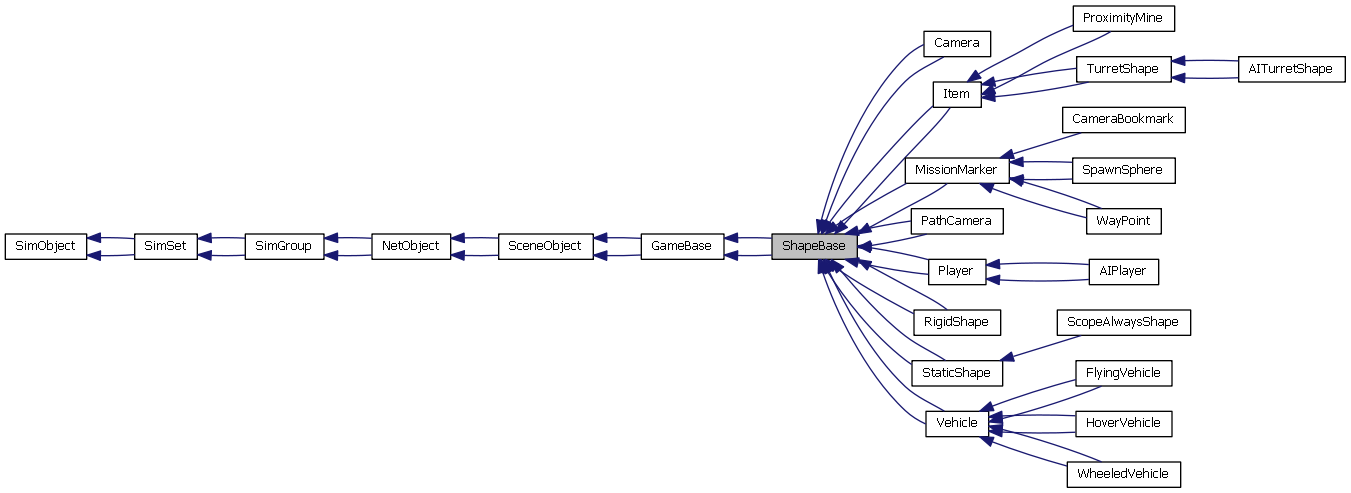 ProximityMine
Camera
TurretShape
AITurretShape
Item
CameraBookmark
MissionMarker
SpawnSphere
PathCamera
WayPoint
SimObject
SimSet
SimGroup
NetObject
SceneObject
GameBase
ShapeBase
Player
AIPlayer
RigidShape
ScopeAlwaysShape
StaticShape
FlyingVehicle
Vehicle
HoverVehicle
WheeledVehicle